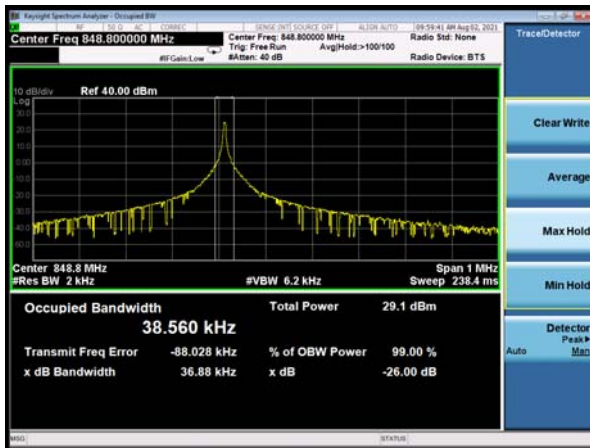 Keysight Spectrum Analyzer - Occupied BW
RF 50 Ω AC CORREC SENSE:INT SOURCE OFF ALIGN AUTO 09:59:41 AM Aug 02, 2021
Center Freq 848.800000 MHz
Center Freq: 848.800000 MHz
Radio Std: None
Trig: Free Run Avg|Hold:>100/100
#IFGain:Low #Atten: 40 dB Radio Device: BTS
Trace/Detector
10 dB/div Ref 40.00 dBm
Log
30.0
20.0
10.0
0.00
10.0
20.0
30.0
40.0
50.0
Center 848.8 MHz Span 1 MHz
#Res BW 2 kHz #VBW 6.2 kHz Sweep 238.4 ms
Occupied Bandwidth Total Power 29.1 dBm
38.560 kHz
Transmit Freq Error -88.028 kHz % of OBW Power 99.00 %
x dB Bandwidth 36.88 kHz x dB -26.00 dB
Clear Write
Average
Max Hold
Min Hold
Detector
Peak
Auto Man
MSG STATUS